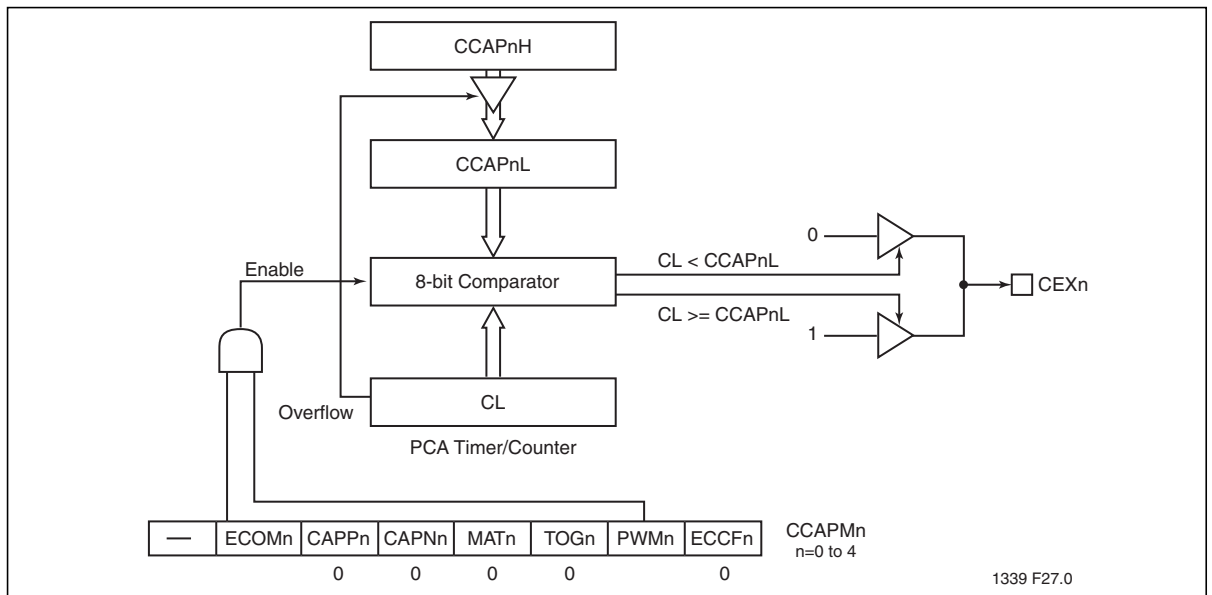 CCAPnH
CCAPnL
0
CL < CCAPnL
Enable
8-bit Comparator
CEXn
CL >= CCAPnL
1
CL
Overflow
PCA Timer/Counter
— ECOMn CAPPn CAPNn MATn TOGn PWMn ECCFn CCAPMn
n=0 to 4
0 0 0 0 0
1339 F27.0